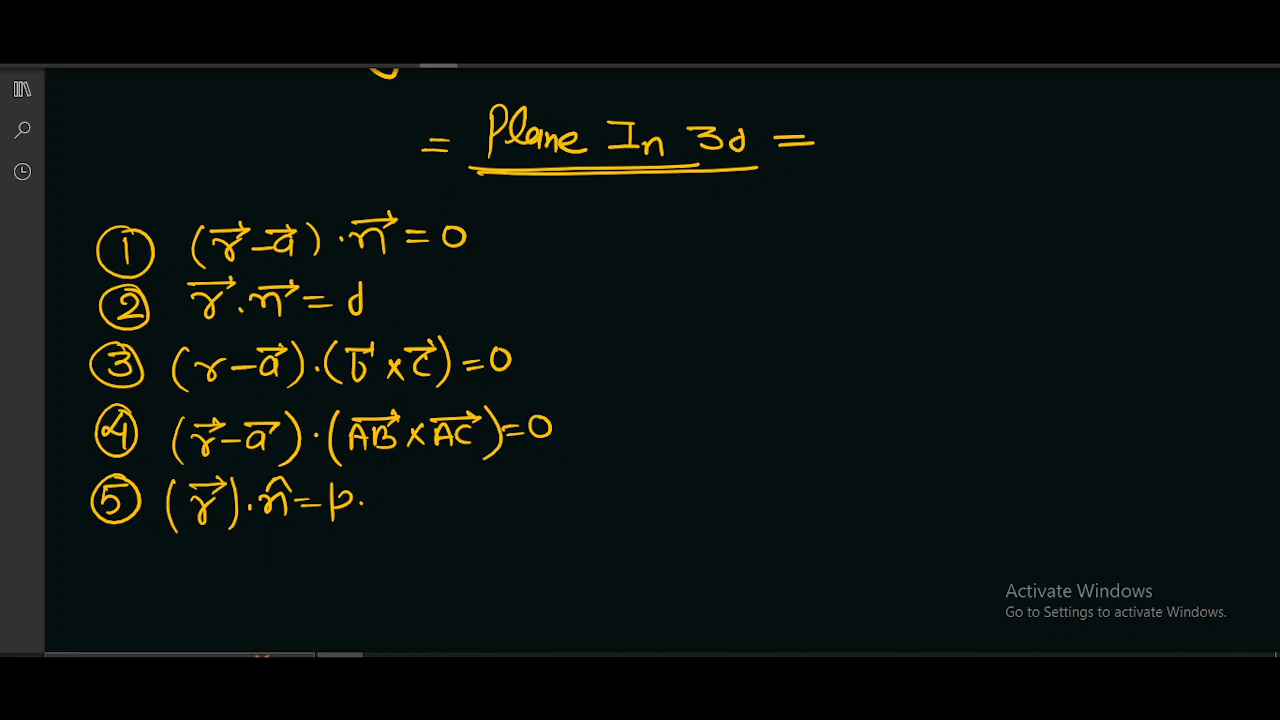 = Plane In 3d =
① (r⃗-a⃗)·n⃗=0
② r⃗·n⃗=d
③ (r-a⃗)·(b⃗×c⃗)=0
④ (r⃗-a⃗)·(AB⃗×AC⃗)=0
⑤ (r⃗)·n̂=p·
Activate Windows
Go to Settings to activate Windows.